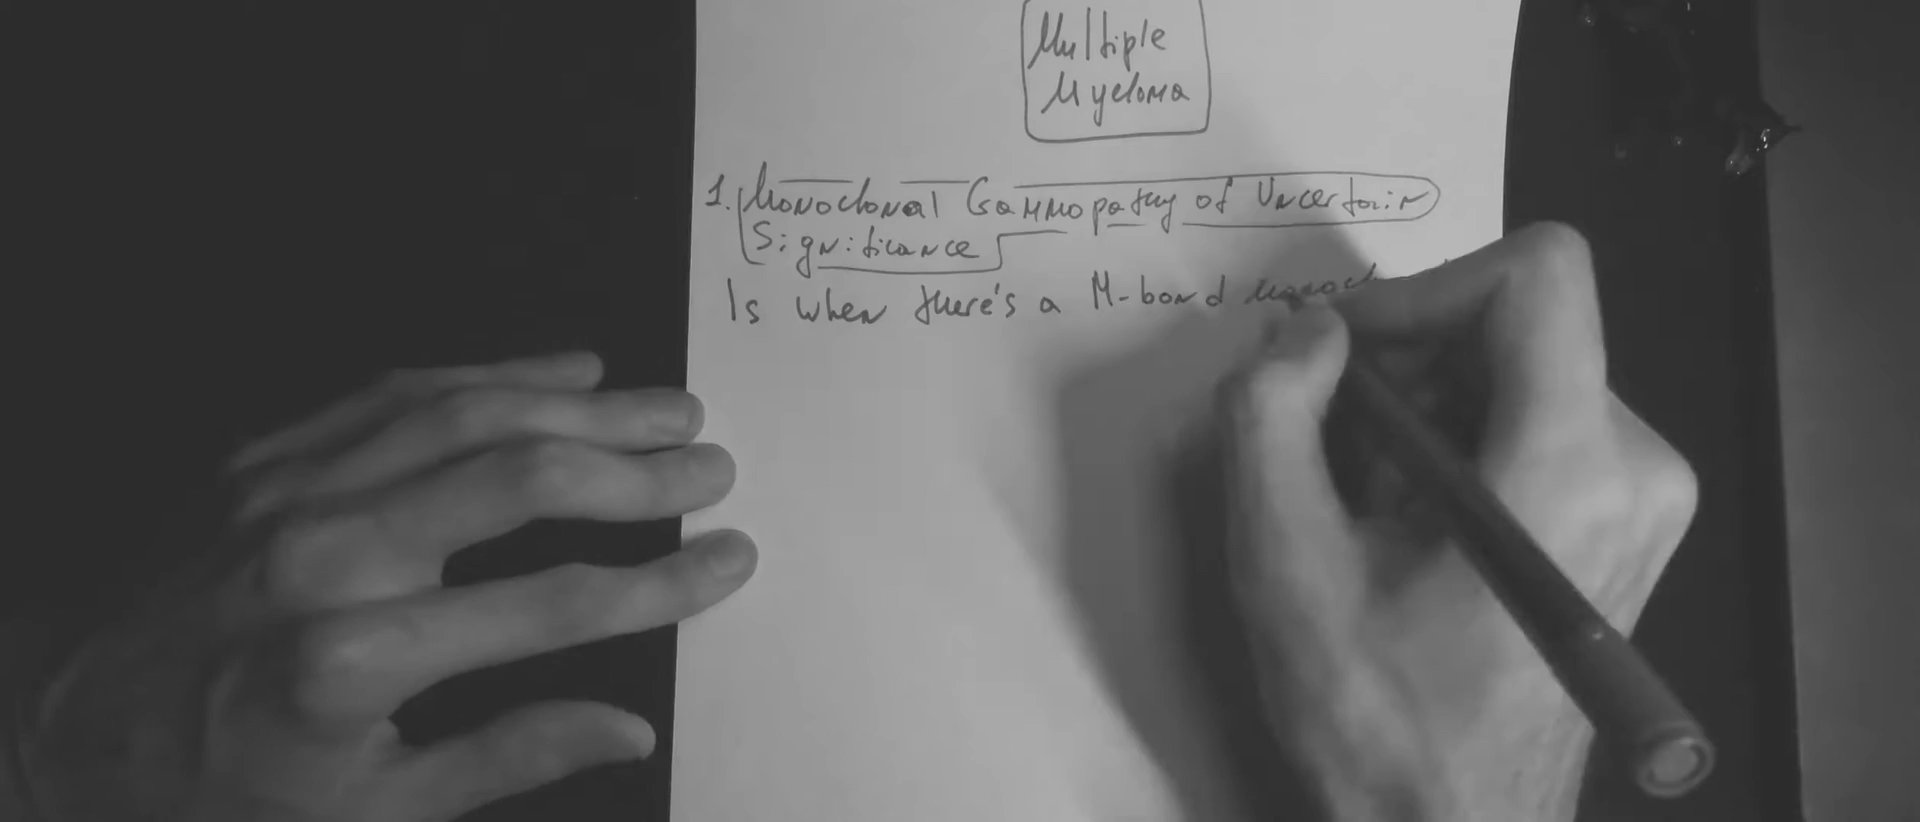 Multiple
Myeloma
1. Monoclonal Gammopathy of Uncertain
Significance
Is when there's a M-band